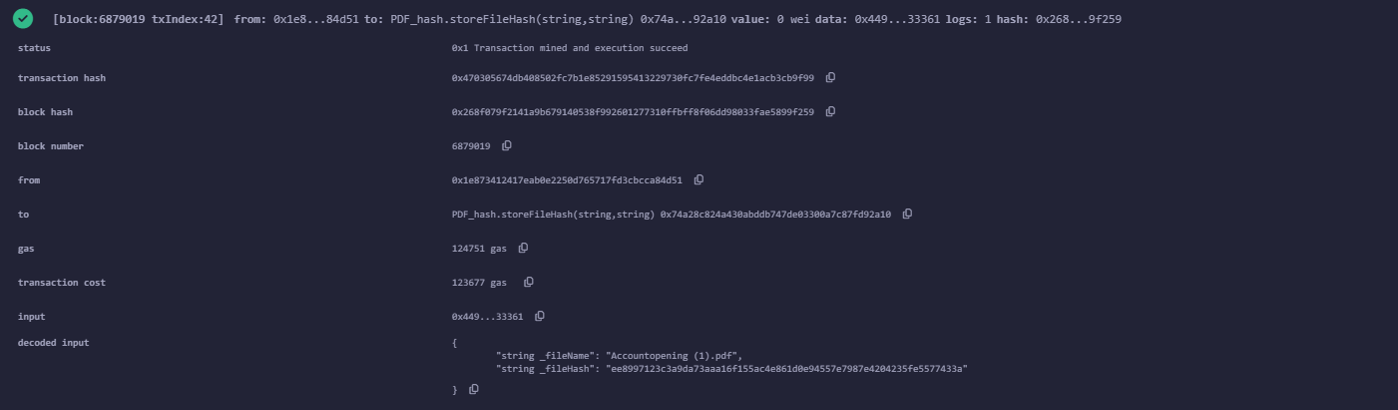 [block:6879019 txIndex:42] from: 0x1e8...84d51 to: PDF_hash.storeFileHash(string,string) 0x74a...92a10 value: 0 wei data: 0x449...33361 logs: 1 hash: 0x268...9f259
status 0x1 Transaction mined and execution succeed
transaction hash 0x470305674db408502fc7b1e85291595413229730fc7fe4eddbc4e1acb3cb9f99
block hash 0x268f079f2141a9b679140538f992601277310ffbff8f06dd98033fae5899f259
block number 6879019
from 0x1e873412417eab0e2250d765717fd3cbcca84d51
to PDF_hash.storeFileHash(string,string) 0x74a28c824a430abddb747de03300a7c87fd92a10
gas 124751 gas
transaction cost 123677 gas
input 0x449...33361
decoded input {
"string _fileName": "Accountopening (1).pdf",
"string _fileHash": "ee8997123c3a9da73aaa16f155ac4e861d0e94557e7987e4204235fe5577433a"
}